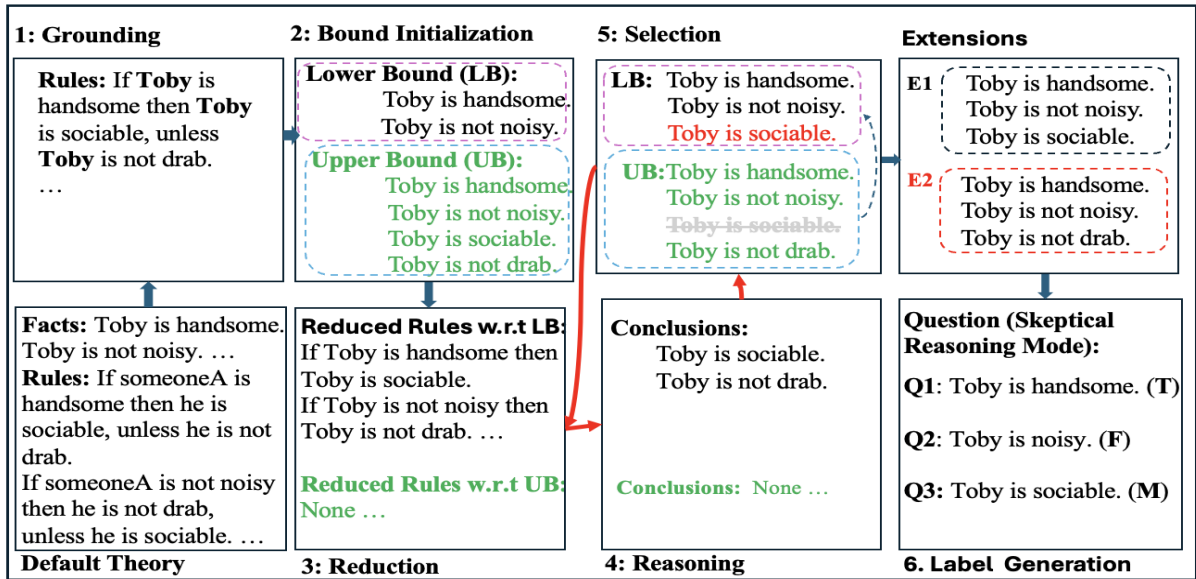 1: Grounding
Rules: If Toby is
handsome then Toby
is sociable, unless
Toby is not drab.
…
Facts: Toby is handsome.
Toby is not noisy. …
Rules: If someoneA is
handsome then he is
sociable, unless he is not
drab.
If someoneA is not noisy
then he is not drab,
unless he is sociable. …
Default Theory
2: Bound Initialization
Lower Bound (LB):
Toby is handsome.
Toby is not noisy.
Upper Bound (UB):
Toby is handsome.
Toby is not noisy.
Toby is sociable.
Toby is not drab.
Reduced Rules w.r.t LB:
If Toby is handsome then
Toby is sociable.
If Toby is not noisy then
Toby is not drab. …
Reduced Rules w.r.t UB:
None …
3: Reduction
5: Selection
LB: Toby is handsome.
Toby is not noisy.
Toby is sociable.
UB:Toby is handsome.
Toby is not noisy.
Toby is sociable.
Toby is not drab.
Conclusions:
Toby is sociable.
Toby is not drab.
Conclusions: None …
4: Reasoning
Extensions
E1 Toby is handsome.
Toby is not noisy.
Toby is sociable.
E2 Toby is handsome.
Toby is not noisy.
Toby is not drab.
Question (Skeptical
Reasoning Mode):
Q1: Toby is handsome. (T)
Q2: Toby is noisy. (F)
Q3: Toby is sociable. (M)
6. Label Generation